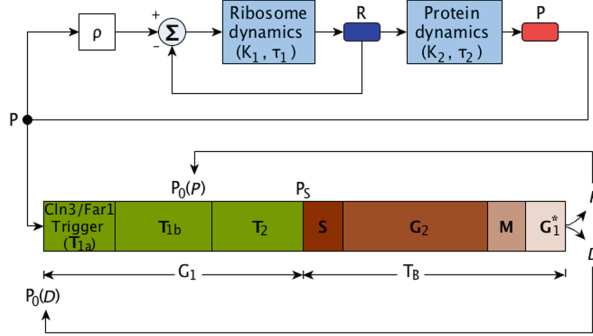 Ribosome
dynamics
(K1, τ1)
R
Protein
dynamics
(K2, τ2)
P
ρ
+
−
Σ
P
P0(P)
PS
Cln3/Far1
Trigger
(T1a)
T1b
T2
S
G2
M
G1*
G1
TB
P0(D)